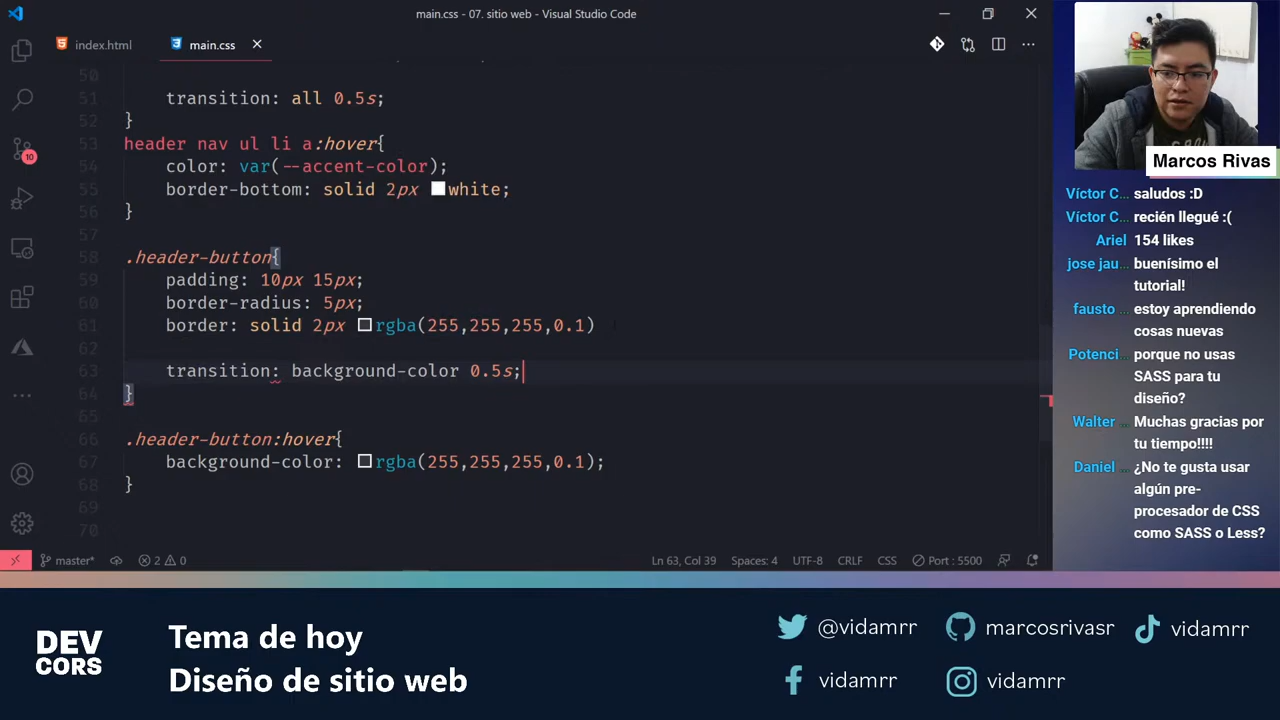 main.css - 07. sitio web - Visual Studio Code
index.html
main.css
50
51 transition: all 0.5s;
52 }
53 header nav ul li a:hover{
54 color: var(--accent-color);
55 border-bottom: solid 2px white;
56 }
57
58 .header-button{
59 padding: 10px 15px;
60 border-radius: 5px;
61 border: solid 2px rgba(255,255,255,0.1)
62
63 transition: background-color 0.5s;
64 }
65
66 .header-button:hover{
67 background-color: rgba(255,255,255,0.1);
68 }
69
70
10
master* 2 0 Ln 63, Col 39 Spaces: 4 UTF-8 CRLF CSS Port : 5500
Marcos Rivas
Víctor C... saludos :D
Víctor C... recién llegué :(
Ariel 154 likes
jose jau... buenísimo el
tutorial!
fausto estoy aprendiendo
cosas nuevas
Potenci porque no usas
SASS para tu
diseño?
Walter Muchas gracias por
tu tiempo!!!!
Daniel ¿No te gusta usar
algún pre-
procesador de CSS
como SASS o Less?
DEV
CORS
Tema de hoy
Diseño de sitio web
@vidamrr
marcosrivasr
vidamrr
vidamrr
vidamrr